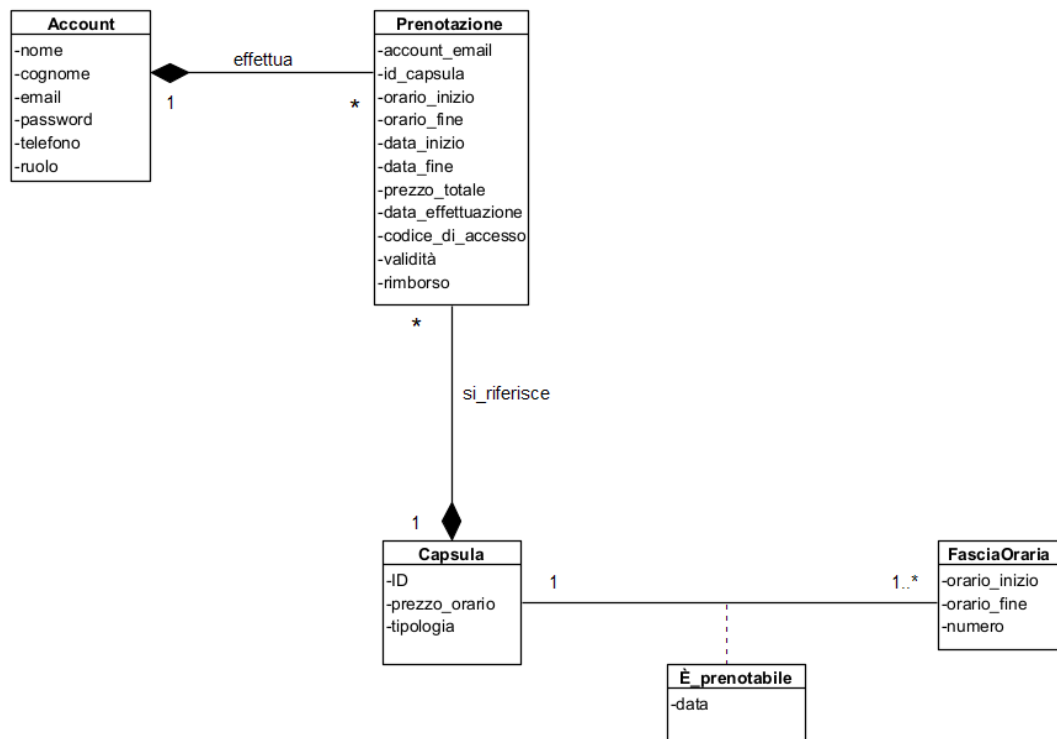 Account
-nome
-cognome
-email
-password
-telefono
-ruolo
effettua
1
*
Prenotazione
-account_email
-id_capsula
-orario_inizio
-orario_fine
-data_inizio
-data_fine
-prezzo_totale
-data_effettuazione
-codice_di_accesso
-validità
-rimborso
*
si_riferisce
1
Capsula
-ID
-prezzo_orario
-tipologia
1
1..*
FasciaOraria
-orario_inizio
-orario_fine
-numero
È_prenotabile
-data